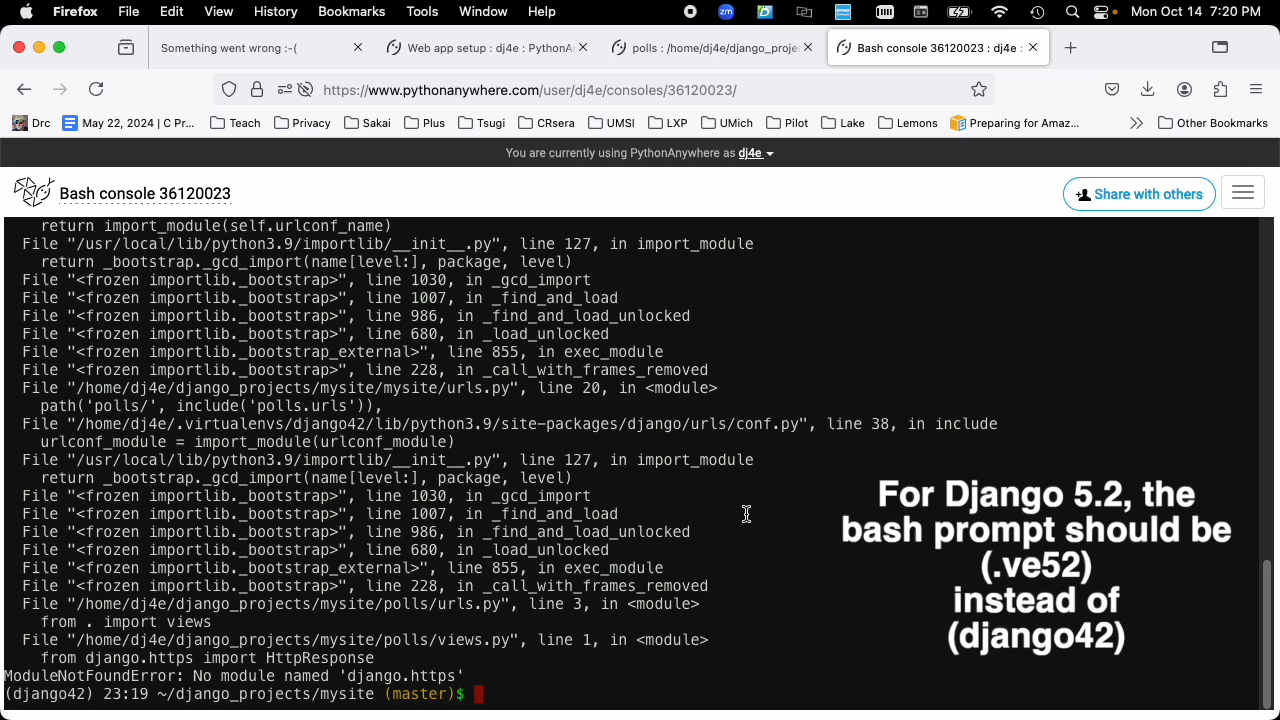 Firefox File Edit View History Bookmarks Tools Window Help Mon Oct 14 7:20 PM
Something went wrong :-( Web app setup : dj4e : PythonA polls : /home/dj4e/django_proje Bash console 36120023 : dj4e :
https://www.pythonanywhere.com/user/dj4e/consoles/36120023/
Drc May 22, 2024 | C Pr... Teach Privacy Sakai Plus Tsugi CRsera UMSI LXP UMich Pilot Lake Lemons Preparing for Amaz... Other Bookmarks
You are currently using PythonAnywhere as dj4e
Bash console 36120023 Share with others
return import_module(self.urlconf_name)
File "/usr/local/lib/python3.9/importlib/__init__.py", line 127, in import_module
return _bootstrap._gcd_import(name[level:], package, level)
File "<frozen importlib._bootstrap>", line 1030, in _gcd_import
File "<frozen importlib._bootstrap>", line 1007, in _find_and_load
File "<frozen importlib._bootstrap>", line 986, in _find_and_load_unlocked
File "<frozen importlib._bootstrap>", line 680, in _load_unlocked
File "<frozen importlib._bootstrap_external>", line 855, in exec_module
File "<frozen importlib._bootstrap>", line 228, in _call_with_frames_removed
File "/home/dj4e/django_projects/mysite/mysite/urls.py", line 20, in <module>
path('polls/', include('polls.urls')),
File "/home/dj4e/.virtualenvs/django42/lib/python3.9/site-packages/django/urls/conf.py", line 38, in include
urlconf_module = import_module(urlconf_module)
File "/usr/local/lib/python3.9/importlib/__init__.py", line 127, in import_module
return _bootstrap._gcd_import(name[level:], package, level)
File "<frozen importlib._bootstrap>", line 1030, in _gcd_import
File "<frozen importlib._bootstrap>", line 1007, in _find_and_load
File "<frozen importlib._bootstrap>", line 986, in _find_and_load_unlocked
File "<frozen importlib._bootstrap>", line 680, in _load_unlocked
File "<frozen importlib._bootstrap_external>", line 855, in exec_module
File "<frozen importlib._bootstrap>", line 228, in _call_with_frames_removed
File "/home/dj4e/django_projects/mysite/polls/urls.py", line 3, in <module>
from . import views
File "/home/dj4e/django_projects/mysite/polls/views.py", line 1, in <module>
from django.https import HttpResponse
ModuleNotFoundError: No module named 'django.https'
(django42) 23:19 ~/django_projects/mysite (master)$
For Django 5.2, the
bash prompt should be
(.ve52)
instead of
(django42)